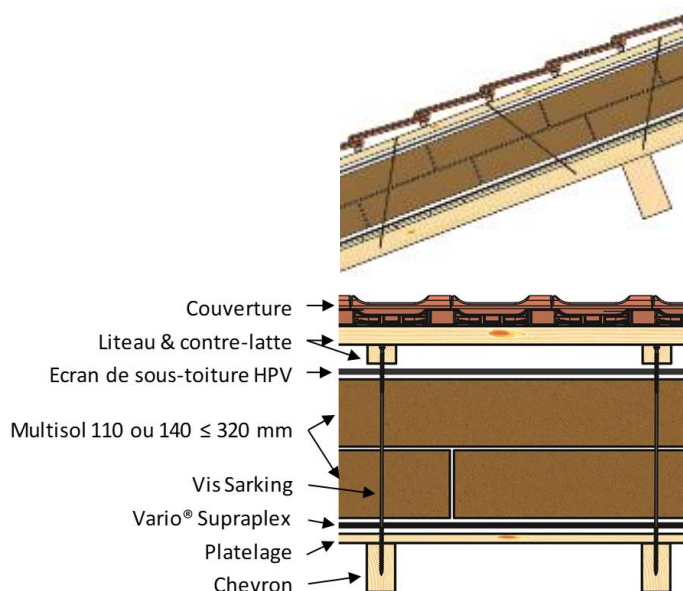 Couverture
Liteau & contre-latte
Ecran de sous-toiture HPV
Multisol 110 ou 140 ≤ 320 mm
Vis Sarking
Vario® Supraplex
Platelage
Chevron